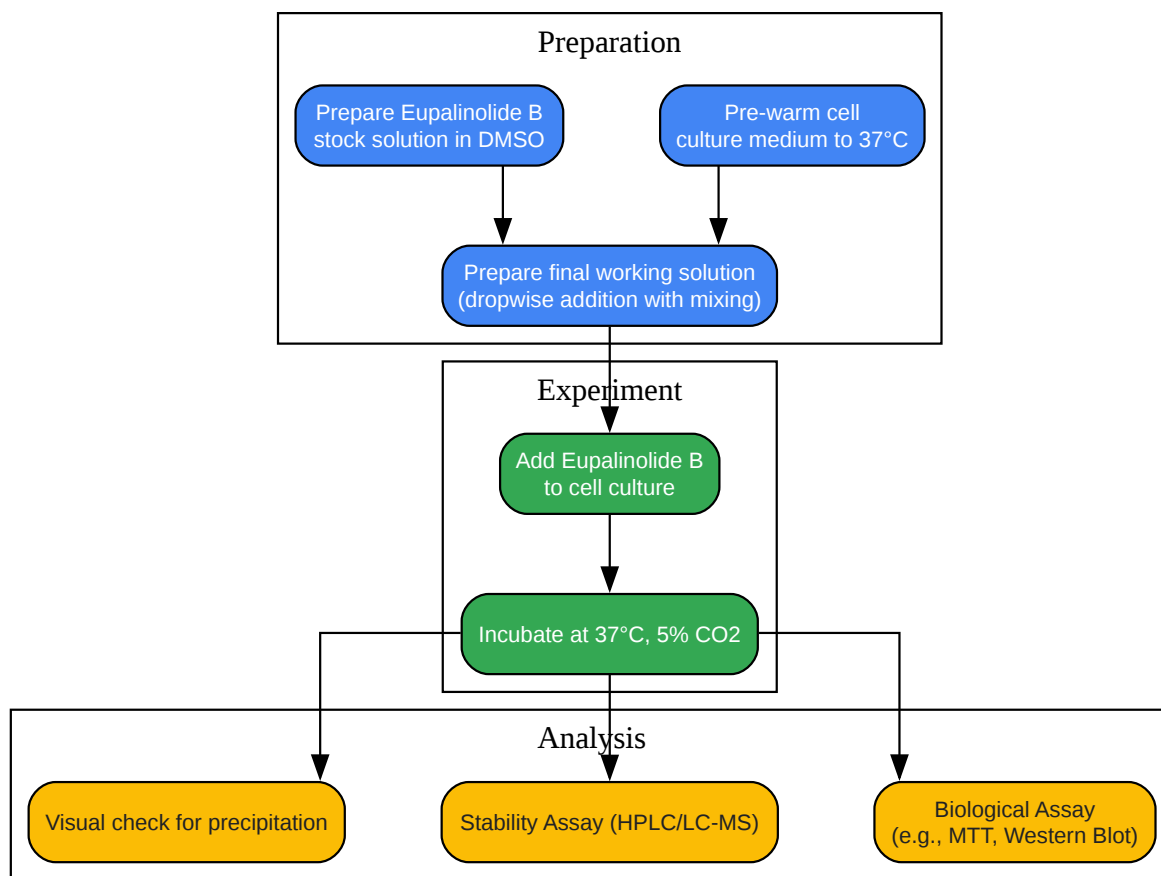 Preparation
Prepare Eupalinolide B
stock solution in DMSO
Pre-warm cell
culture medium to 37°C
Prepare final working solution
(dropwise addition with mixing)
Experiment
Add Eupalinolide B
to cell culture
Incubate at 37°C, 5% CO2
Analysis
Visual check for precipitation
Stability Assay (HPLC/LC-MS)
Biological Assay
(e.g., MTT, Western Blot)